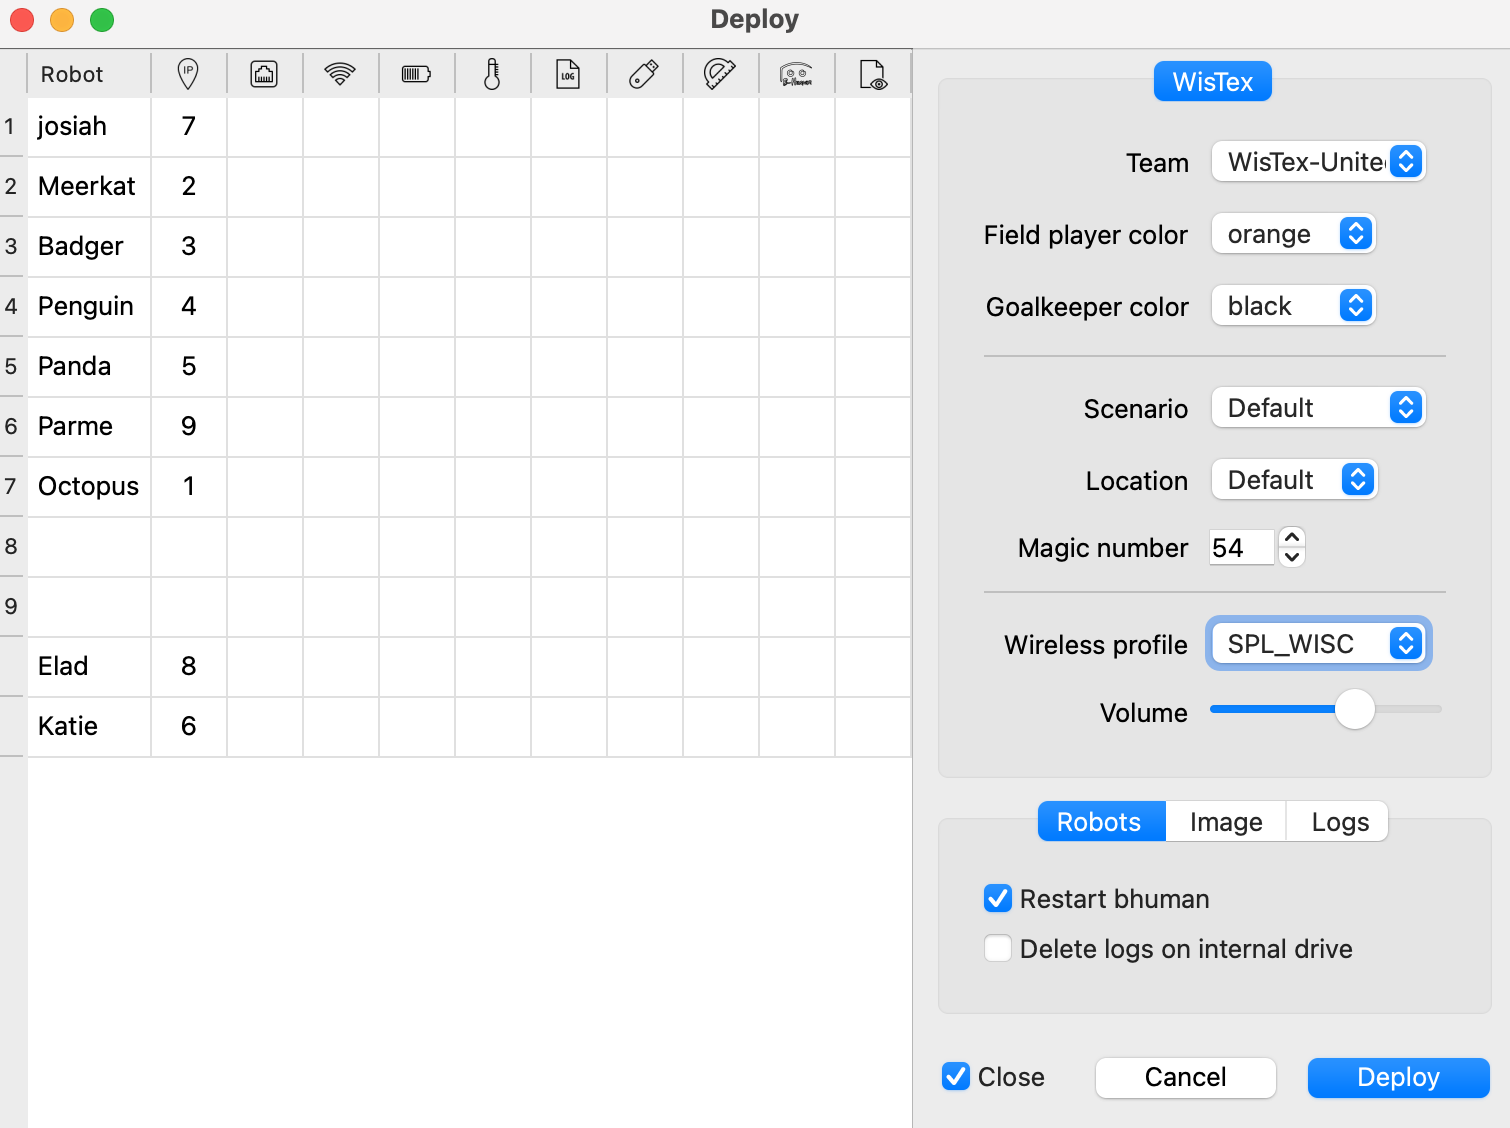 Deploy
Robot IP LOG B-Human
1 josiah 7
2 Meerkat 2
3 Badger 3
4 Penguin 4
5 Panda 5
6 Parme 9
7 Octopus 1
8
9
Elad 8
Katie 6
WisTex
Team WisTex-Unite
Field player color orange
Goalkeeper color black
Scenario Default
Location Default
Magic number 54
Wireless profile SPL_WISC
Volume
Robots Image Logs
Restart bhuman
Delete logs on internal drive
Close Cancel Deploy